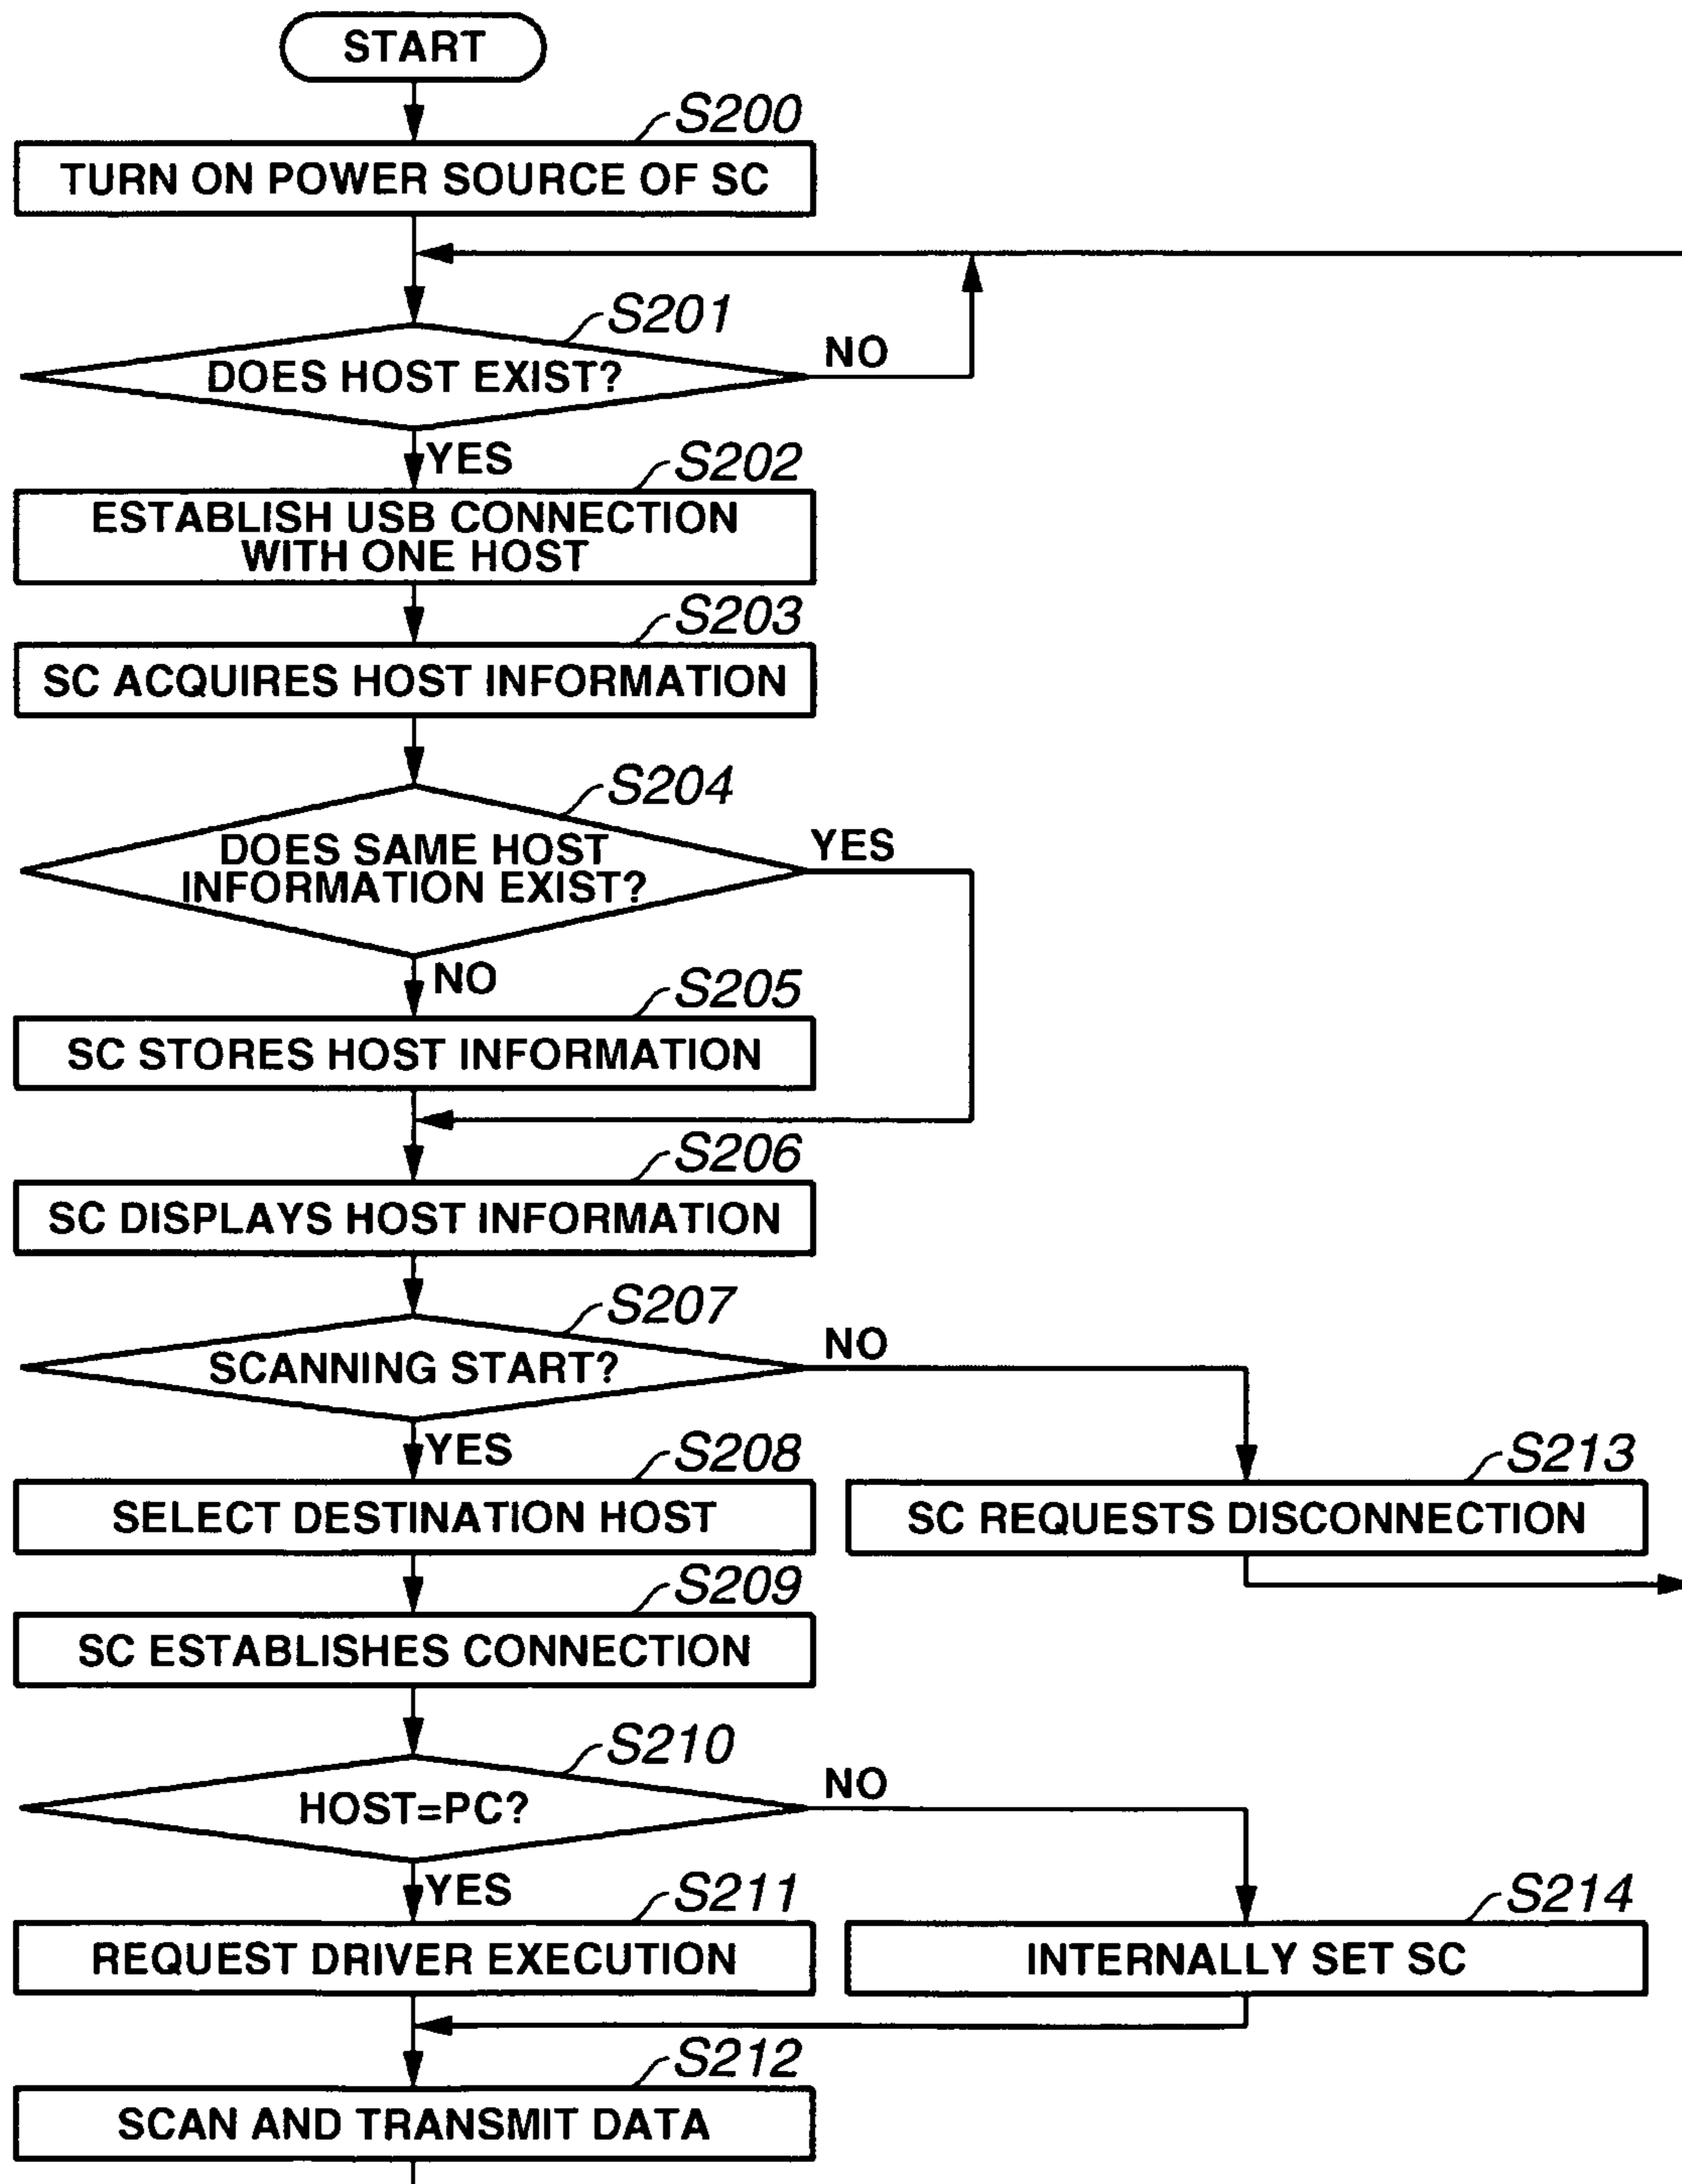 START
S200
TURN ON POWER SOURCE OF SC
S201
DOES HOST EXIST?
NO
YES
S202
ESTABLISH USB CONNECTION
WITH ONE HOST
S203
SC ACQUIRES HOST INFORMATION
S204
DOES SAME HOST
INFORMATION EXIST?
YES
NO
S205
SC STORES HOST INFORMATION
S206
SC DISPLAYS HOST INFORMATION
S207
SCANNING START?
NO
YES
S208
SELECT DESTINATION HOST
S213
SC REQUESTS DISCONNECTION
S209
SC ESTABLISHES CONNECTION
S210
HOST=PC?
NO
YES
S211
REQUEST DRIVER EXECUTION
S214
INTERNALLY SET SC
S212
SCAN AND TRANSMIT DATA